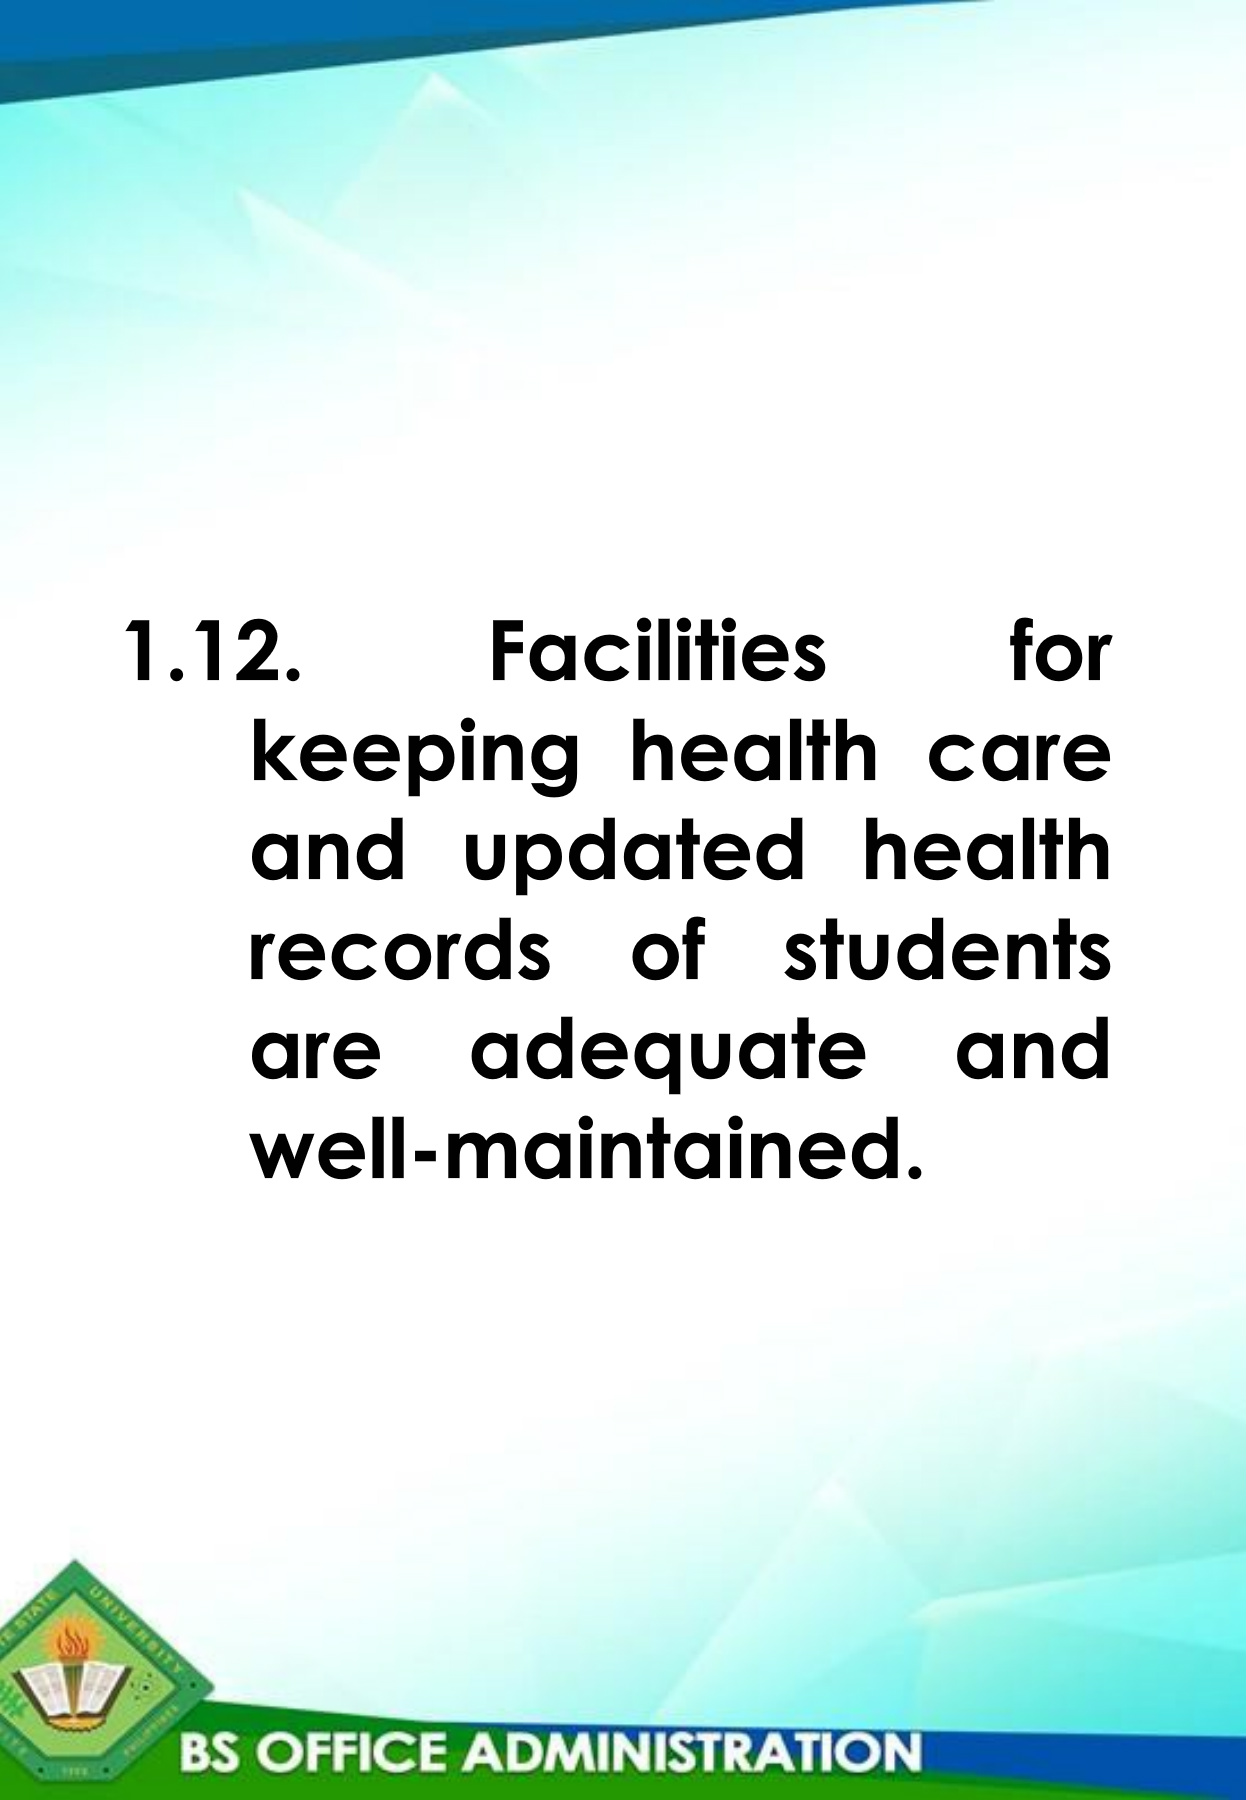 1.12. Facilities for
keeping health care
and updated health
records of students
are adequate and
well-maintained.
STATE UNIVERSITY
BS OFFICE ADMINISTRATION